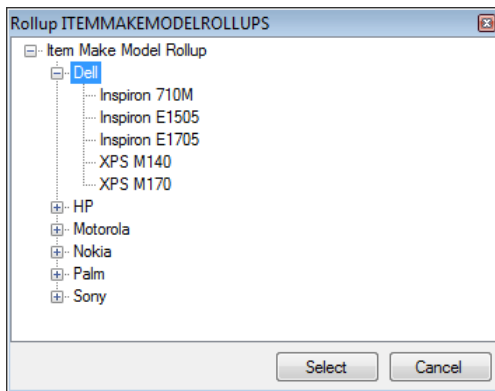 Rollup ITEMMAKEMODELROLLUPS
Item Make Model Rollup
Dell
Inspiron 710M
Inspiron E1505
Inspiron E1705
XPS M140
XPS M170
HP
Motorola
Nokia
Palm
Sony
Select Cancel